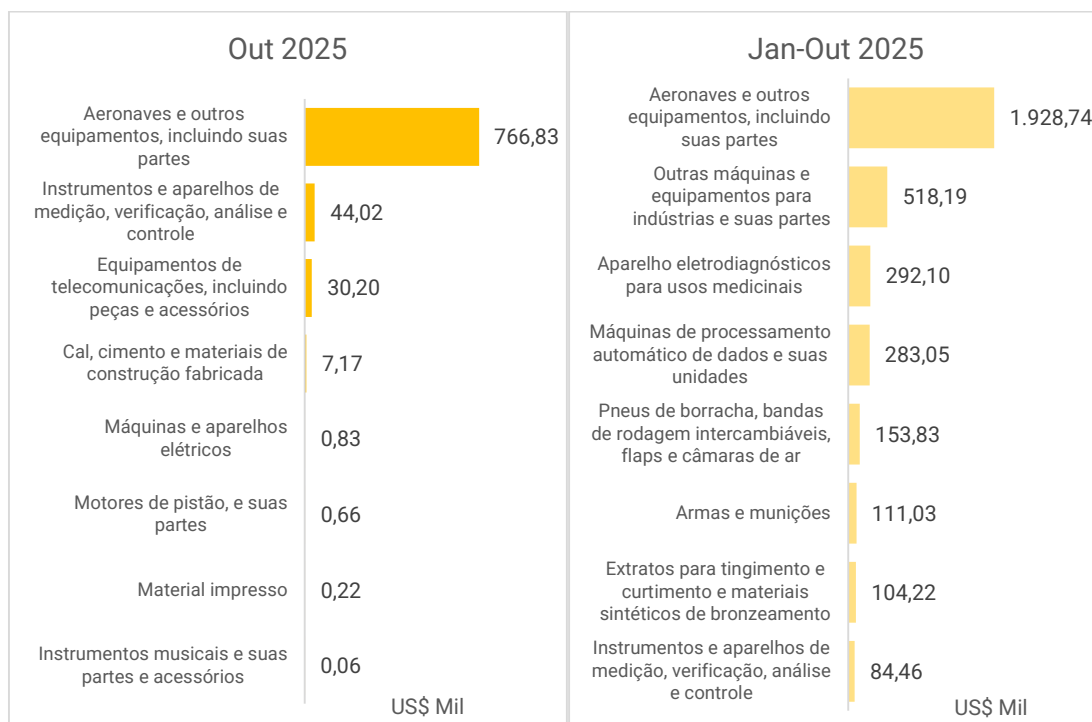 Out 2025
Aeronaves e outros
equipamentos, incluindo suas
partes
766,83
Instrumentos e aparelhos de
medição, verificação, análise e
controle
44,02
Equipamentos de
telecomunicações, incluindo
peças e acessórios
30,20
Cal, cimento e materiais de
construção fabricada
7,17
Máquinas e aparelhos
elétricos
0,83
Motores de pistão, e suas
partes
0,66
Material impresso
0,22
Instrumentos musicais e suas
partes e acessórios
0,06
US$ Mil
Jan-Out 2025
Aeronaves e outros
equipamentos, incluindo
suas partes
1.928,74
Outras máquinas e
equipamentos para
indústrias e suas partes
518,19
Aparelho eletrodiagnósticos
para usos medicinais
292,10
Máquinas de processamento
automático de dados e suas
unidades
283,05
Pneus de borracha, bandas
de rodagem intercambiáveis,
flaps e câmaras de ar
153,83
Armas e munições
111,03
Extratos para tingimento e
curtimento e materiais
sintéticos de bronzeamento
104,22
Instrumentos e aparelhos de
medição, verificação, análise
e controle
84,46
US$ Mil